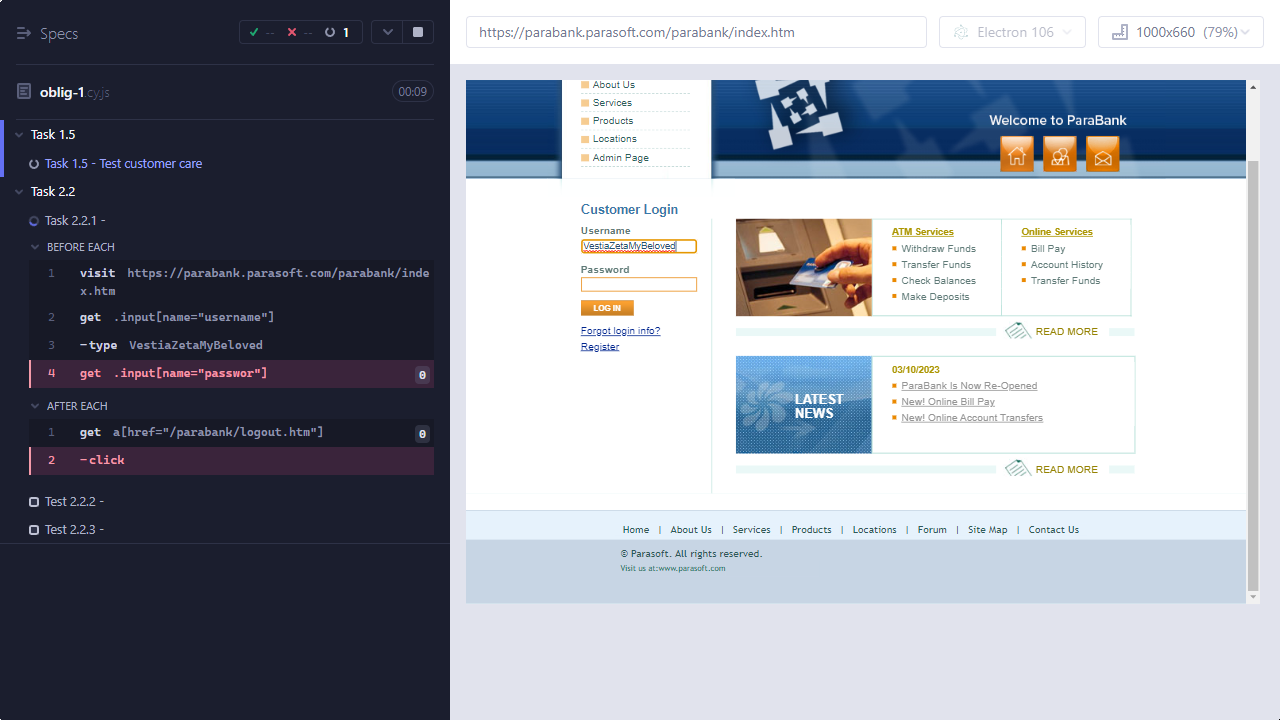 Specs
-- -- 1
oblig-1.cy.js 00:09
Task 1.5
Task 1.5 - Test customer care
Task 2.2
Task 2.2.1 -
BEFORE EACH
1 visit https://parabank.parasoft.com/parabank/inde
x.htm
2 get .input[name="username"]
3 -type VestiaZetaMyBeloved
4 get .input[name="passwor"] 0
AFTER EACH
1 get a[href="/parabank/logout.htm"] 0
2 -click
Test 2.2.2 -
Test 2.2.3 -
https://parabank.parasoft.com/parabank/index.htm
Electron 106
1000x660 (79%)
About Us
Services
Products
Locations
Admin Page
Welcome to ParaBank
Customer Login
Username
VestiaZetaMyBeloved
Password
LOG IN
Forgot login info?
Register
ATM Services
Withdraw Funds
Transfer Funds
Check Balances
Make Deposits
Online Services
Bill Pay
Account History
Transfer Funds
READ MORE
LATEST
NEWS
03/10/2023
ParaBank Is Now Re-Opened
New! Online Bill Pay
New! Online Account Transfers
READ MORE
Home | About Us | Services | Products | Locations | Forum | Site Map | Contact Us
© Parasoft. All rights reserved.
Visit us at:www.parasoft.com